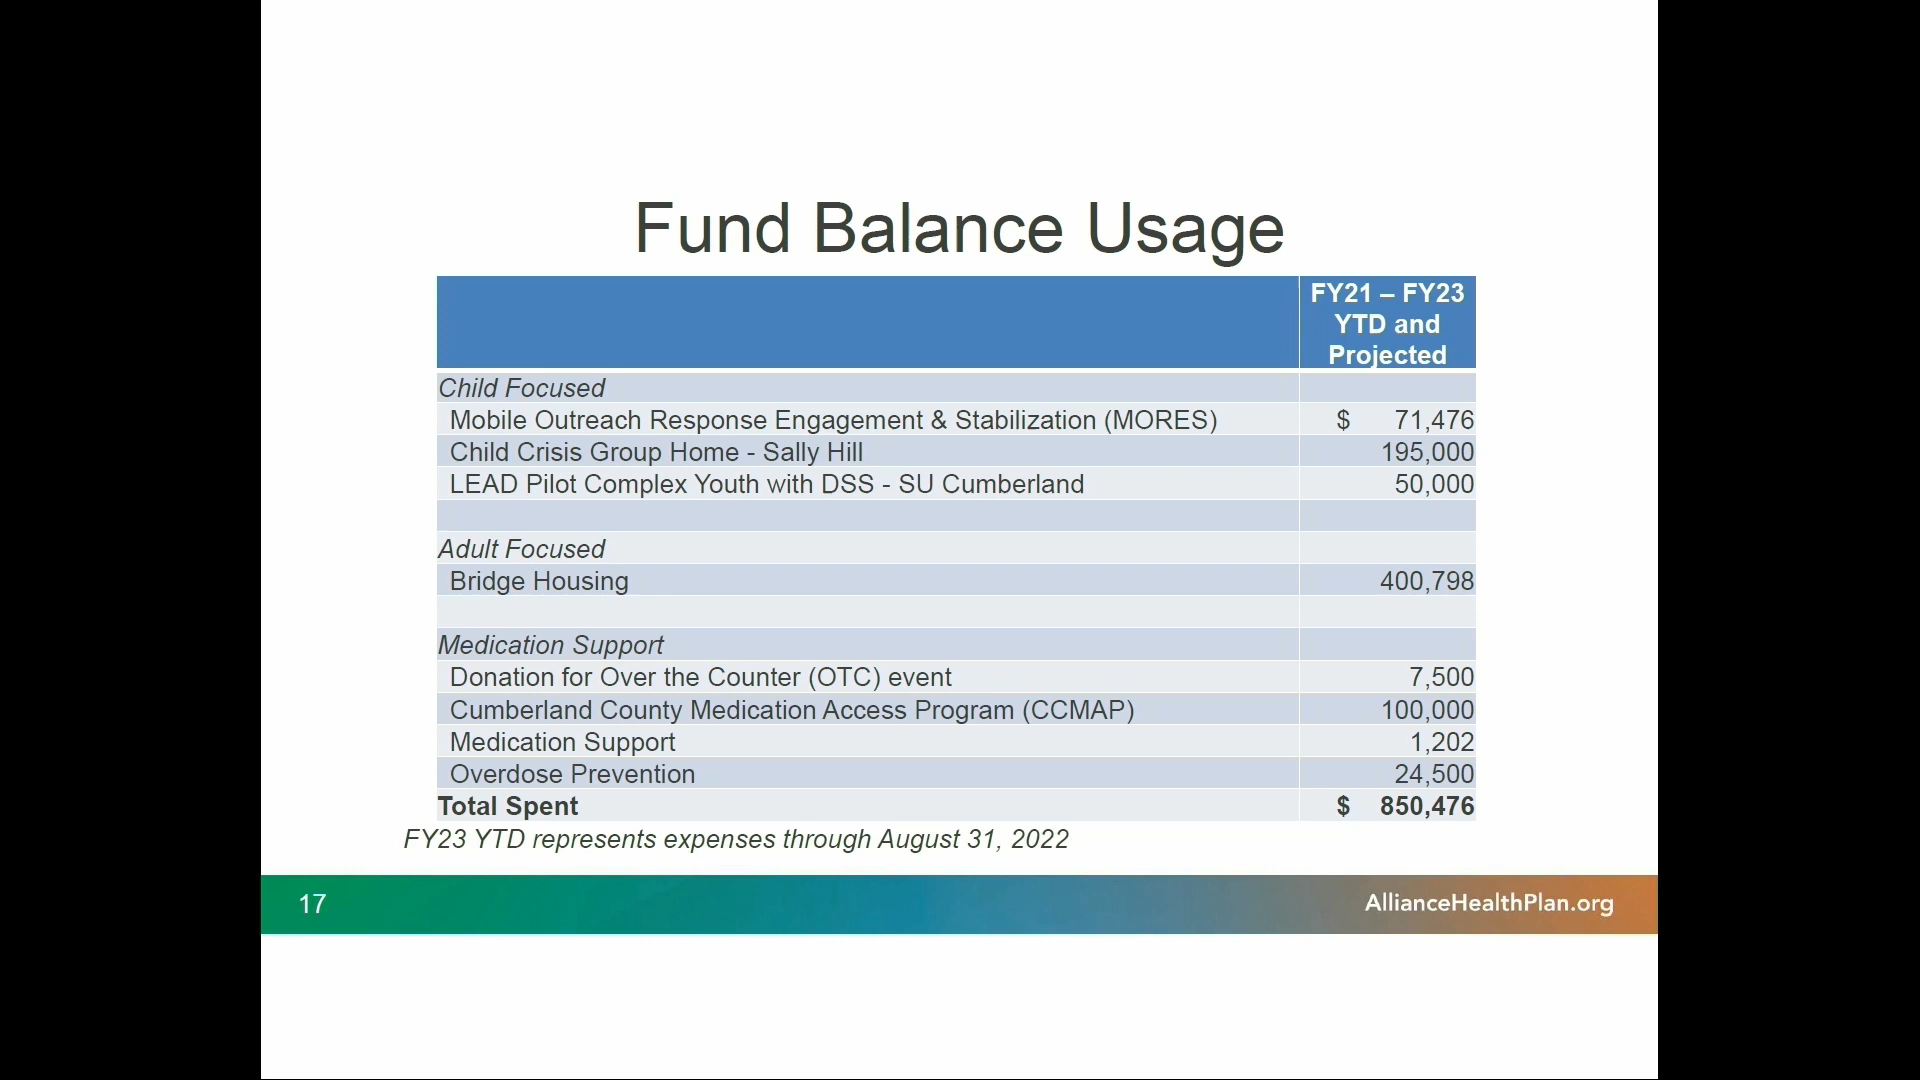 Fund Balance Usage
FY21 – FY23
YTD and
Projected
Child Focused
Mobile Outreach Response Engagement & Stabilization (MORES) $ 71,476
Child Crisis Group Home - Sally Hill 195,000
LEAD Pilot Complex Youth with DSS - SU Cumberland 50,000
Adult Focused
Bridge Housing 400,798
Medication Support
Donation for Over the Counter (OTC) event 7,500
Cumberland County Medication Access Program (CCMAP) 100,000
Medication Support 1,202
Overdose Prevention 24,500
Total Spent $ 850,476
FY23 YTD represents expenses through August 31, 2022
17 AllianceHealthPlan.org